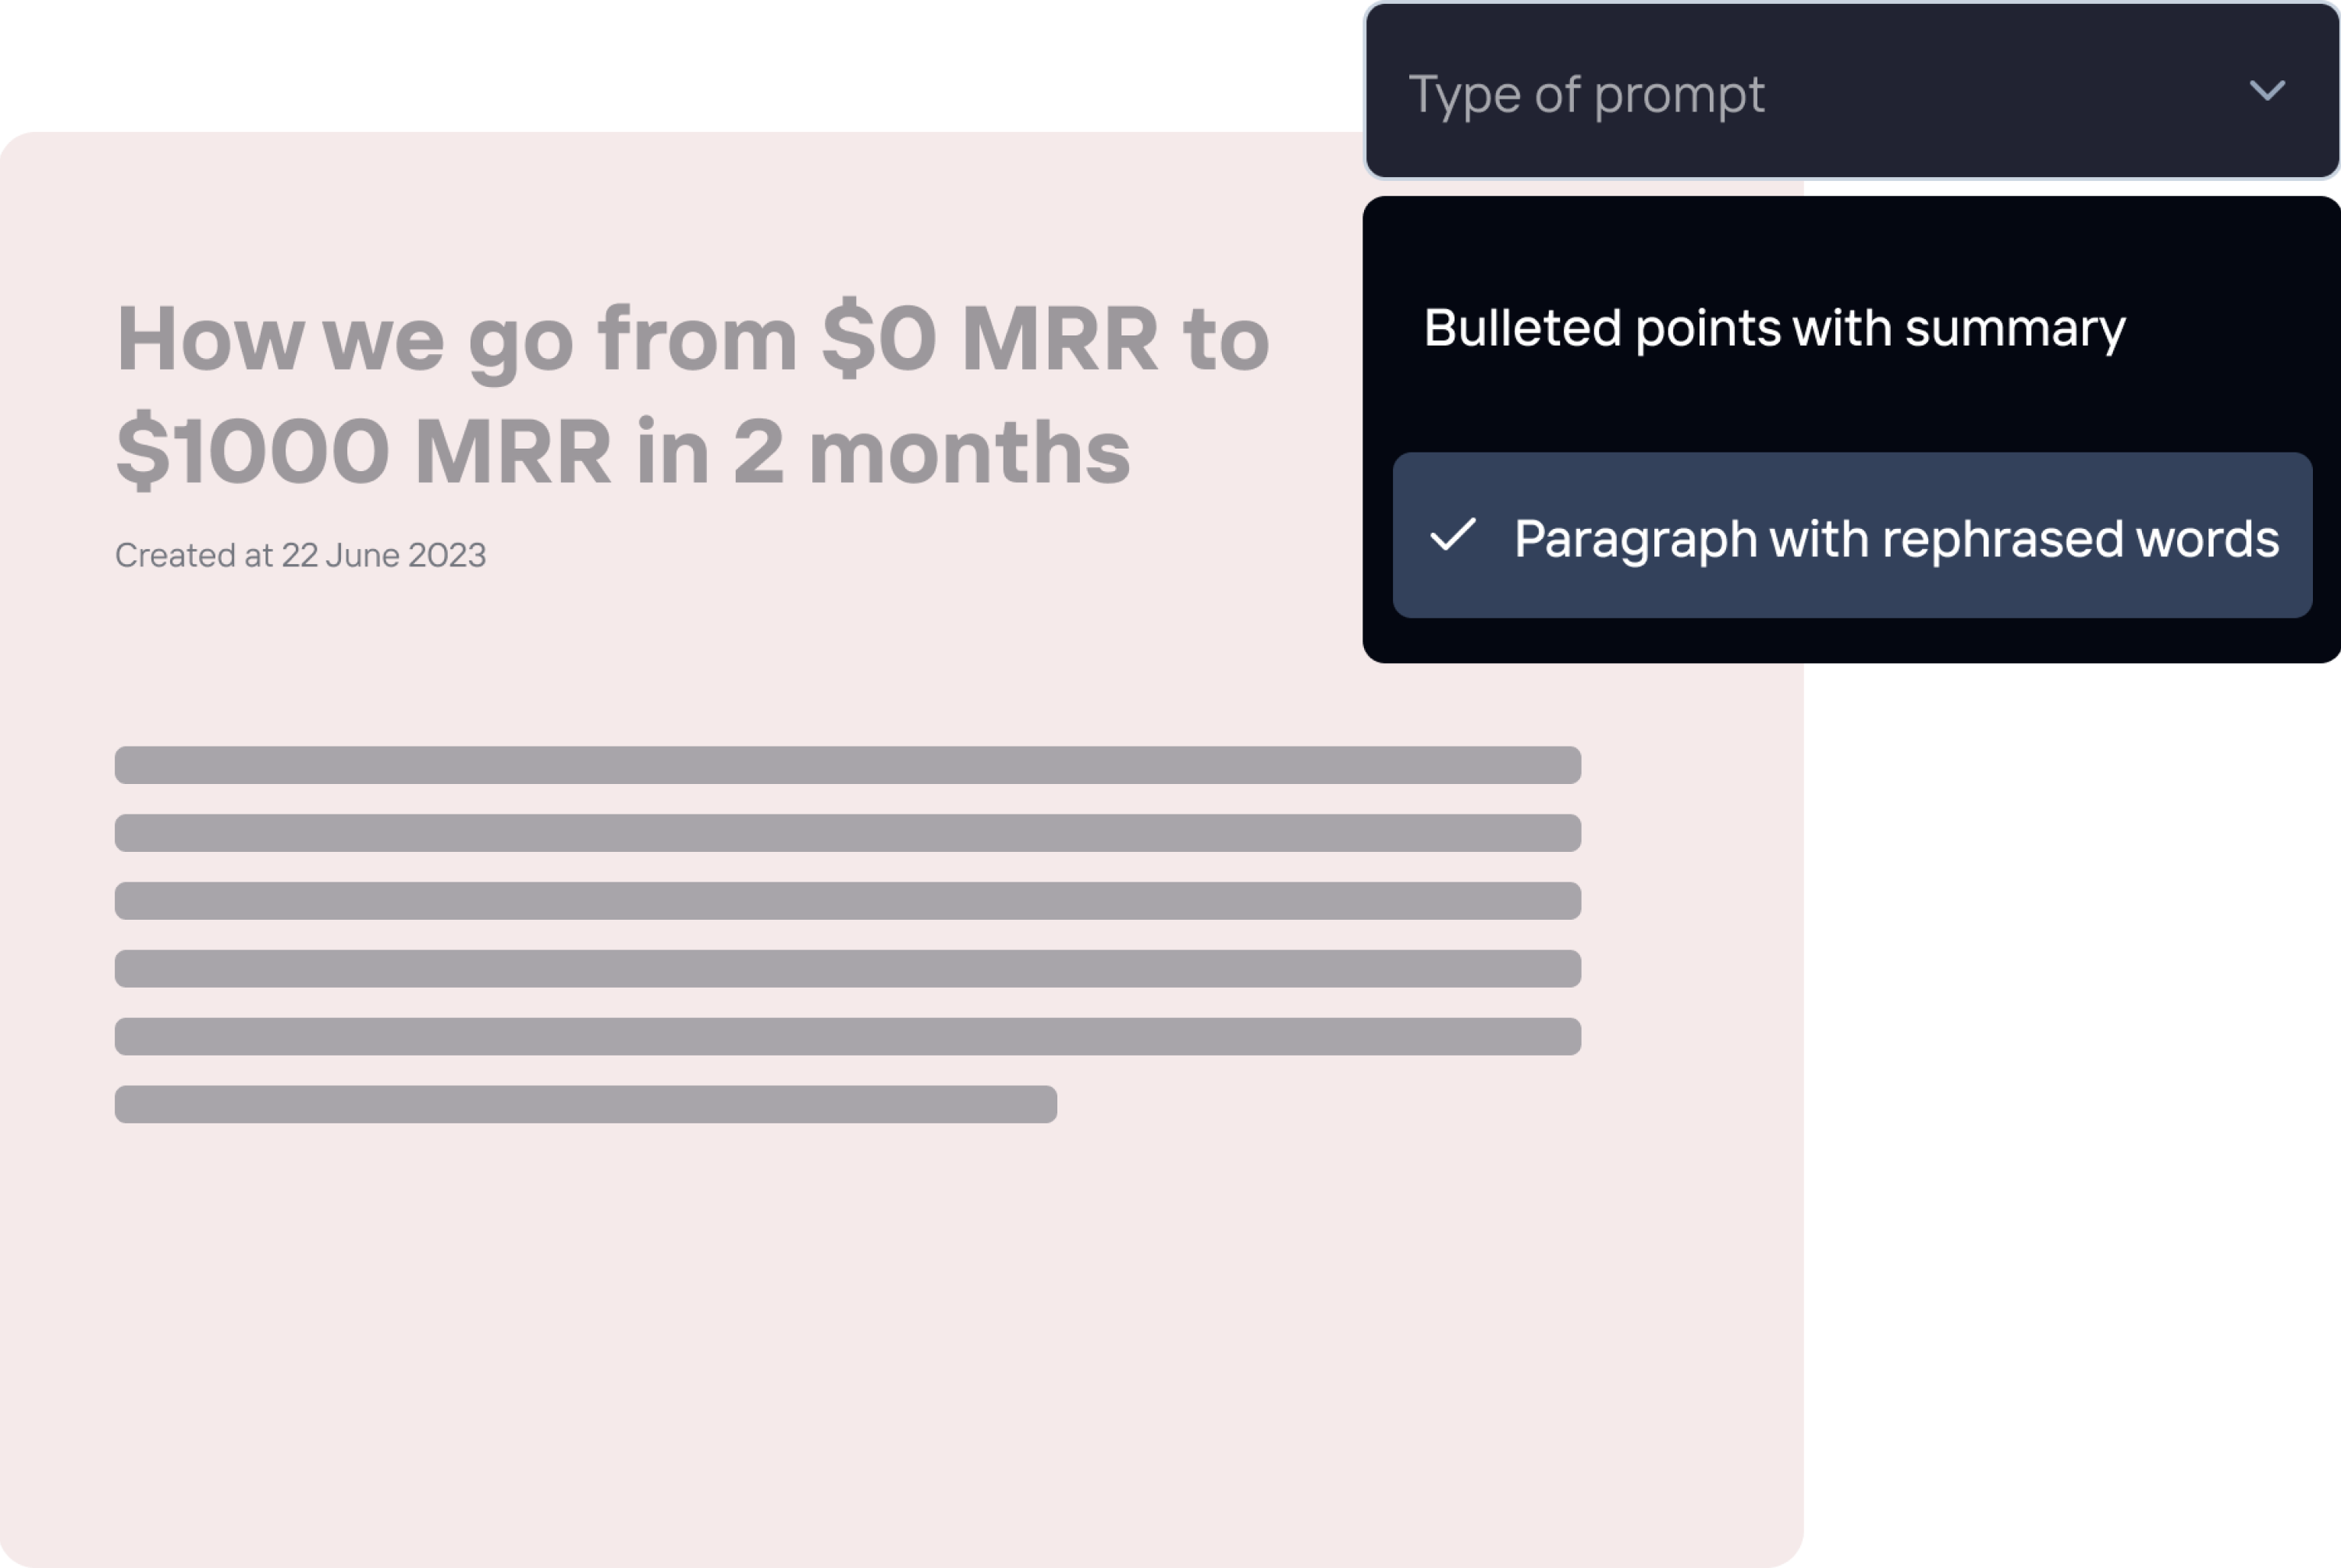 Type of prompt
Bulleted points with summary
Paragraph with rephrased words
How we go from $0 MRR to
$1000 MRR in 2 months
Created at 22 June 2023